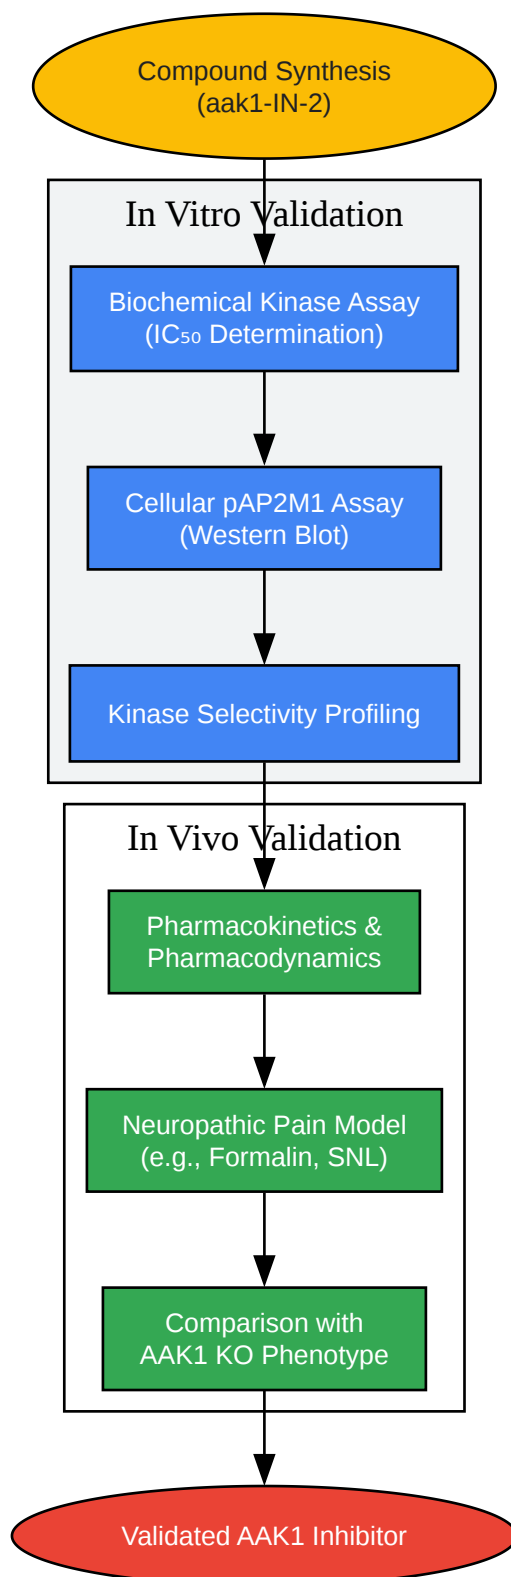 Compound Synthesis
(aak1-IN-2)
In Vitro Validation
Biochemical Kinase Assay
(IC₅₀ Determination)
Cellular pAP2M1 Assay
(Western Blot)
Kinase Selectivity Profiling
In Vivo Validation
Pharmacokinetics &
Pharmacodynamics
Neuropathic Pain Model
(e.g., Formalin, SNL)
Comparison with
AAK1 KO Phenotype
Validated AAK1 Inhibitor